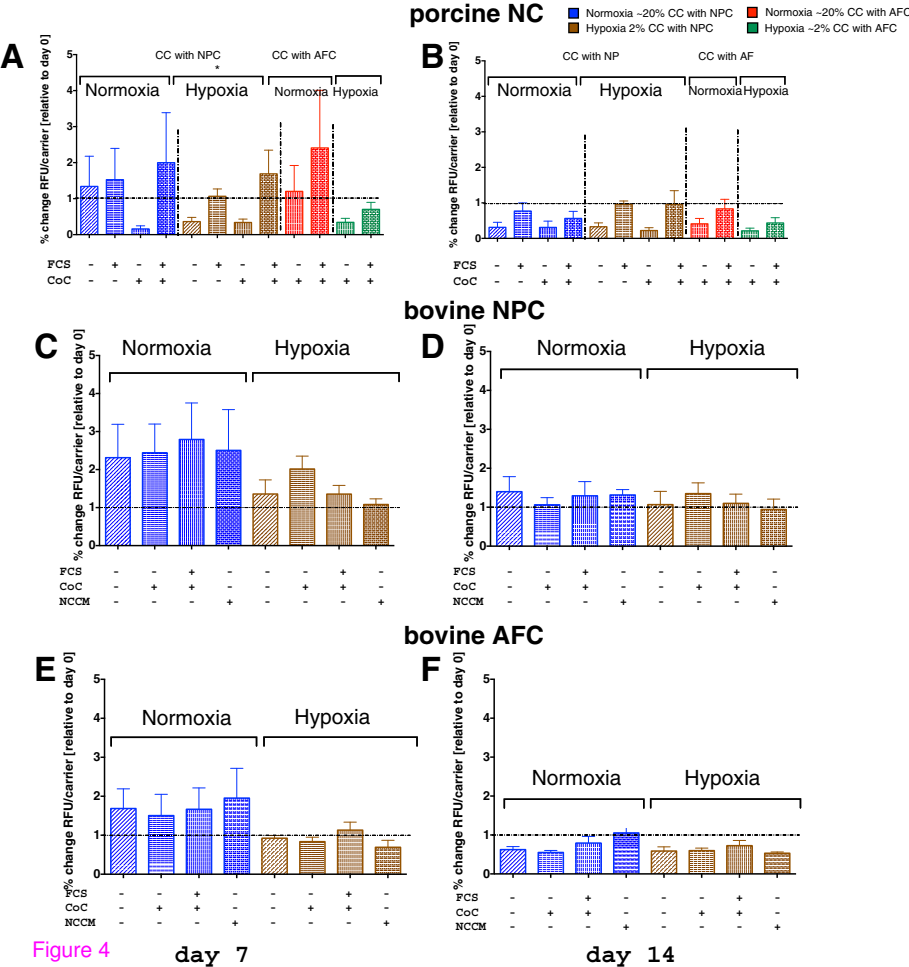 porcine NC
Normoxia ~20% CC with NPC
Normoxia ~20% CC with AFC
Hypoxia 2% CC with NPC
Hypoxia ~2% CC with AFC
A
% change RFU/carrier [relative to day 0]
5
4
3
2
1
0
CC with NPC
CC with AFC
*
Normoxia
Hypoxia
Normoxia
Hypoxia
FCS - + - + - + - + - + - +
CoC - - + + - - + + + + + +
B
% change RFU/carrier [relative to day 0]
5
4
3
2
1
0
CC with NP
CC with AF
Normoxia
Hypoxia
Normoxia
Hypoxia
FCS - + - + - + - + - + - +
CoC - - + + - - + + + + + +
bovine NPC
C
% change RFU/carrier [relative to day 0]
5
4
3
2
1
0
Normoxia
Hypoxia
FCS - - + - - - + -
CoC - + + - - + + -
NCCM - - - + - - - +
D
% change RFU/carrier [relative to day 0]
5
4
3
2
1
0
Normoxia
Hypoxia
FCS - - + - - - + -
CoC - + + - - + + -
NCCM - - - + - - - +
bovine AFC
E
% change RFU/carrier [relative to day 0]
5
4
3
2
1
0
Normoxia
Hypoxia
FCS - - + - - - + -
CoC - + + - - + + -
NCCM - - - + - - - +
F
% change RFU/carrier [relative to day 0]
5
4
3
2
1
0
Normoxia
Hypoxia
FCS - - + - - - + -
CoC - + + - - + + -
NCCM - - - + - - - +
Figure 4
day 7
day 14